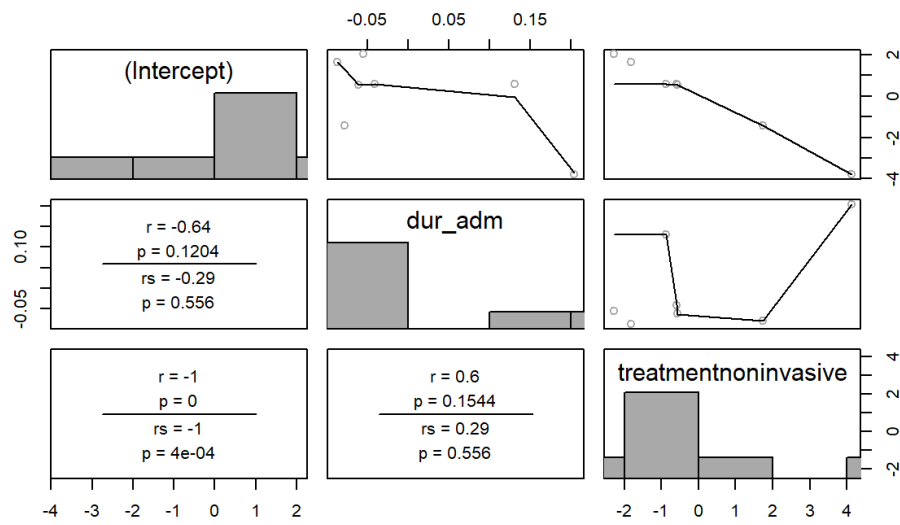 -0.05 0.05 0.15
(Intercept)
2
0
-2
-4
r = -0.64
p = 0.1204
rs = -0.29
p = 0.556
dur_adm
0.10
-0.05
r = -1
p = 0
rs = -1
p = 4e-04
r = 0.6
p = 0.1544
rs = 0.29
p = 0.556
treatmentnoninvasive
4
2
0
-2
-4 -3 -2 -1 0 1 2
-2 -1 0 1 2 3 4